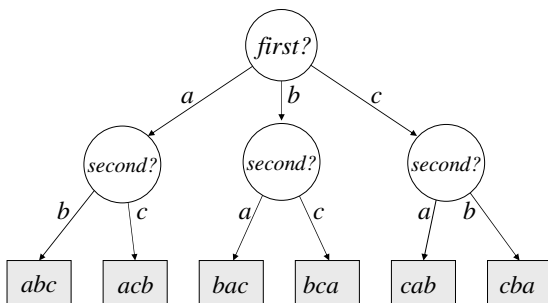 first?
a b c
second? second? second?
b c a c a b
abc acb bac bca cab cba